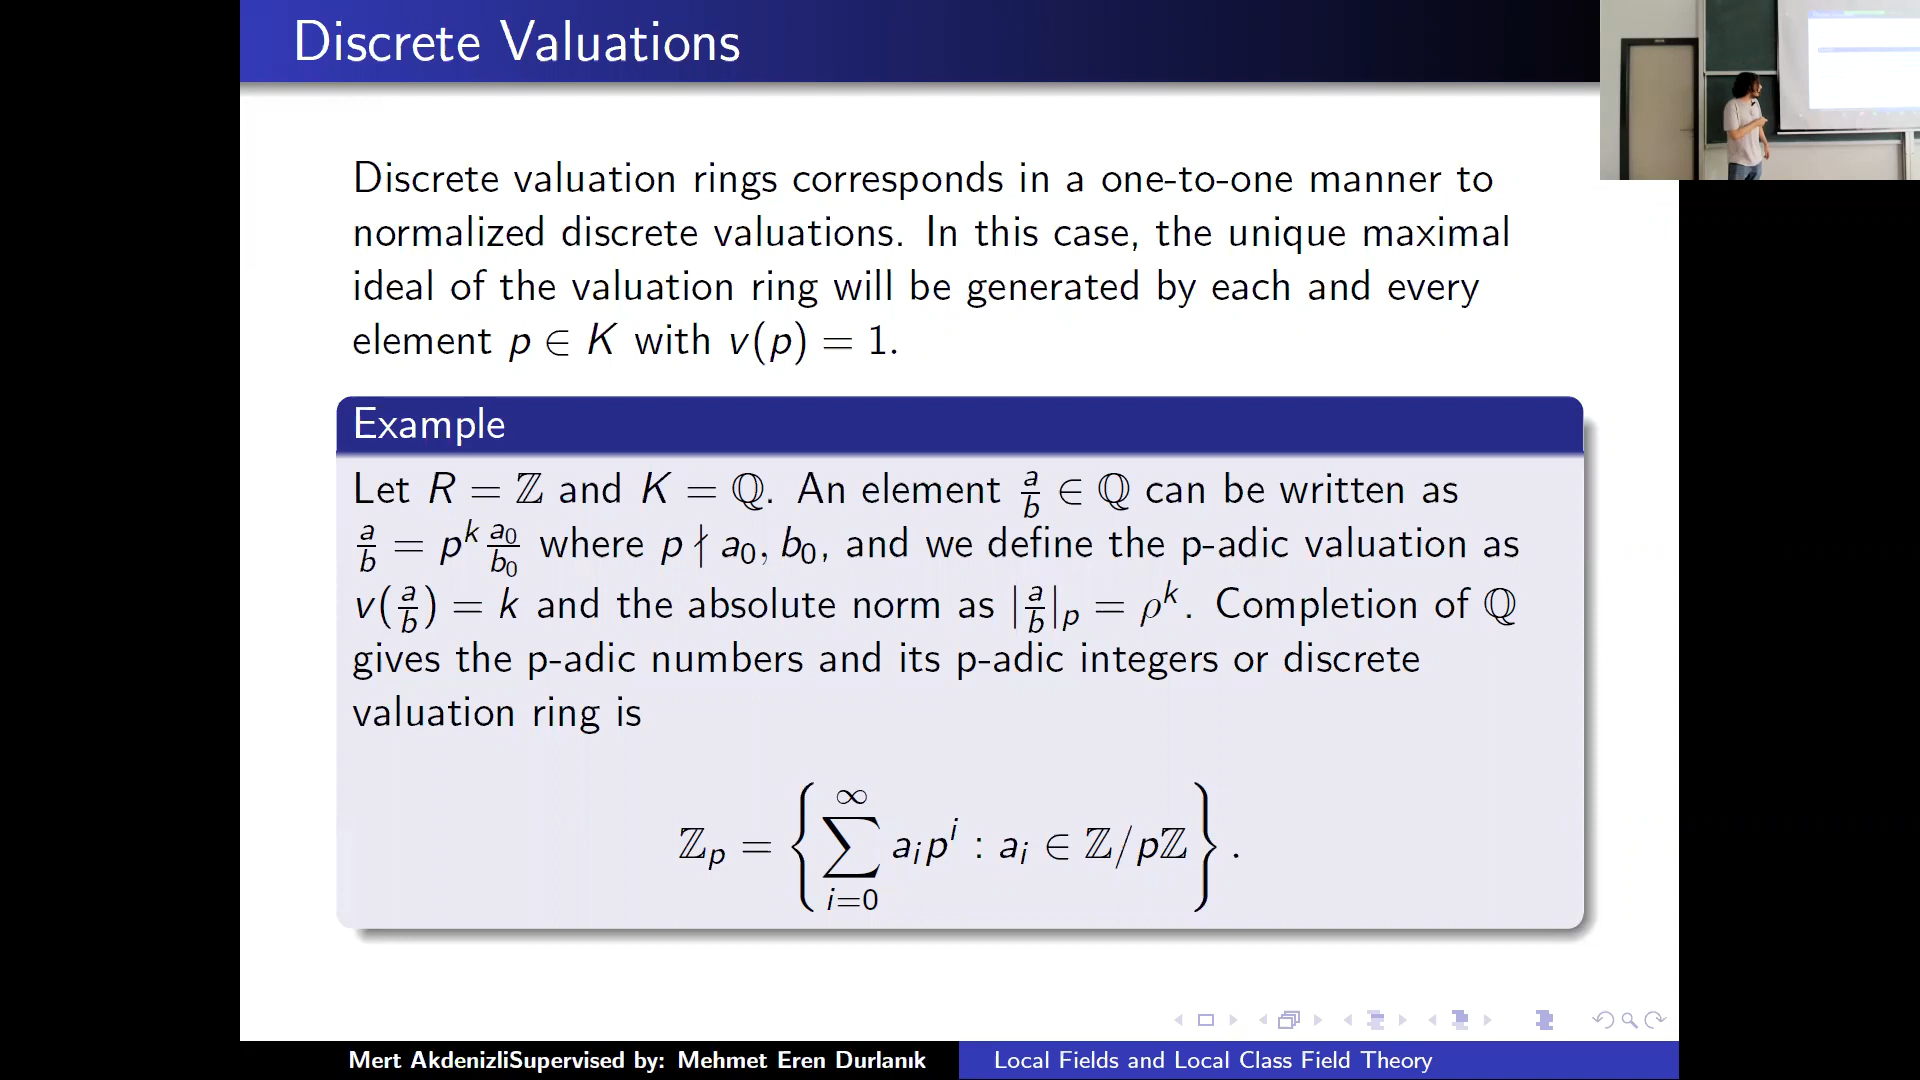 Discrete Valuations
Discrete valuation rings corresponds in a one-to-one manner to
normalized discrete valuations. In this case, the unique maximal
ideal of the valuation ring will be generated by each and every
element p ∈ K with v(p) = 1.
Example
Let R = ℤ and K = ℚ. An element a/b ∈ ℚ can be written as
a/b = p^k a₀/b₀ where p ∤ a₀, b₀, and we define the p-adic valuation as
v(a/b) = k and the absolute norm as |a/b|_p = ρ^k. Completion of ℚ
gives the p-adic numbers and its p-adic integers or discrete
valuation ring is
ℤ_p = { ∑_{i=0}^{∞} a_i p^i : a_i ∈ ℤ/pℤ } .
Mert AkdenizliSupervised by: Mehmet Eren Durlanık
Local Fields and Local Class Field Theory